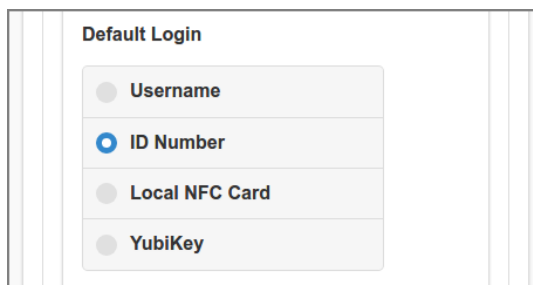 Default Login
Username
ID Number
Local NFC Card
YubiKey